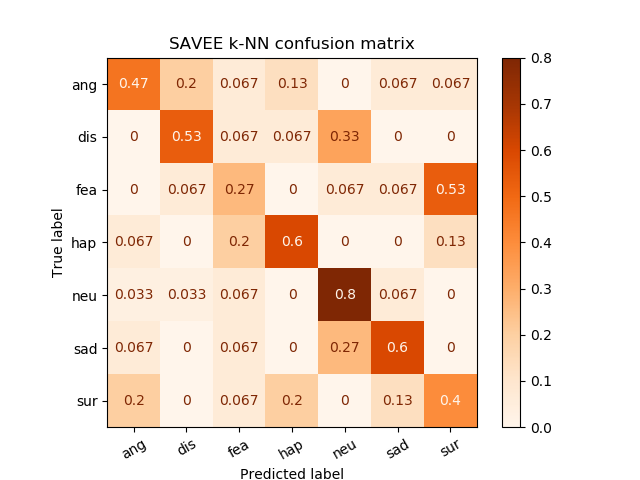 SAVEE k-NN confusion matrix
ang 0.47 0.2 0.067 0.13 0 0.067 0.067
dis 0 0.53 0.067 0.067 0.33 0 0
fea 0 0.067 0.27 0 0.067 0.067 0.53
hap 0.067 0 0.2 0.6 0 0 0.13
neu 0.033 0.033 0.067 0 0.8 0.067 0
sad 0.067 0 0.067 0 0.27 0.6 0
sur 0.2 0 0.067 0.2 0 0.13 0.4
ang dis fea hap neu sad sur
Predicted label
True label
0.8
0.7
0.6
0.5
0.4
0.3
0.2
0.1
0.0